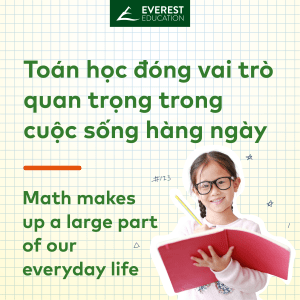 EVEREST
EDUCATION
Toán học đóng vai trò
quan trọng trong
cuộc sống hàng ngày
#123
Math makes
up a large part
of our
everyday life